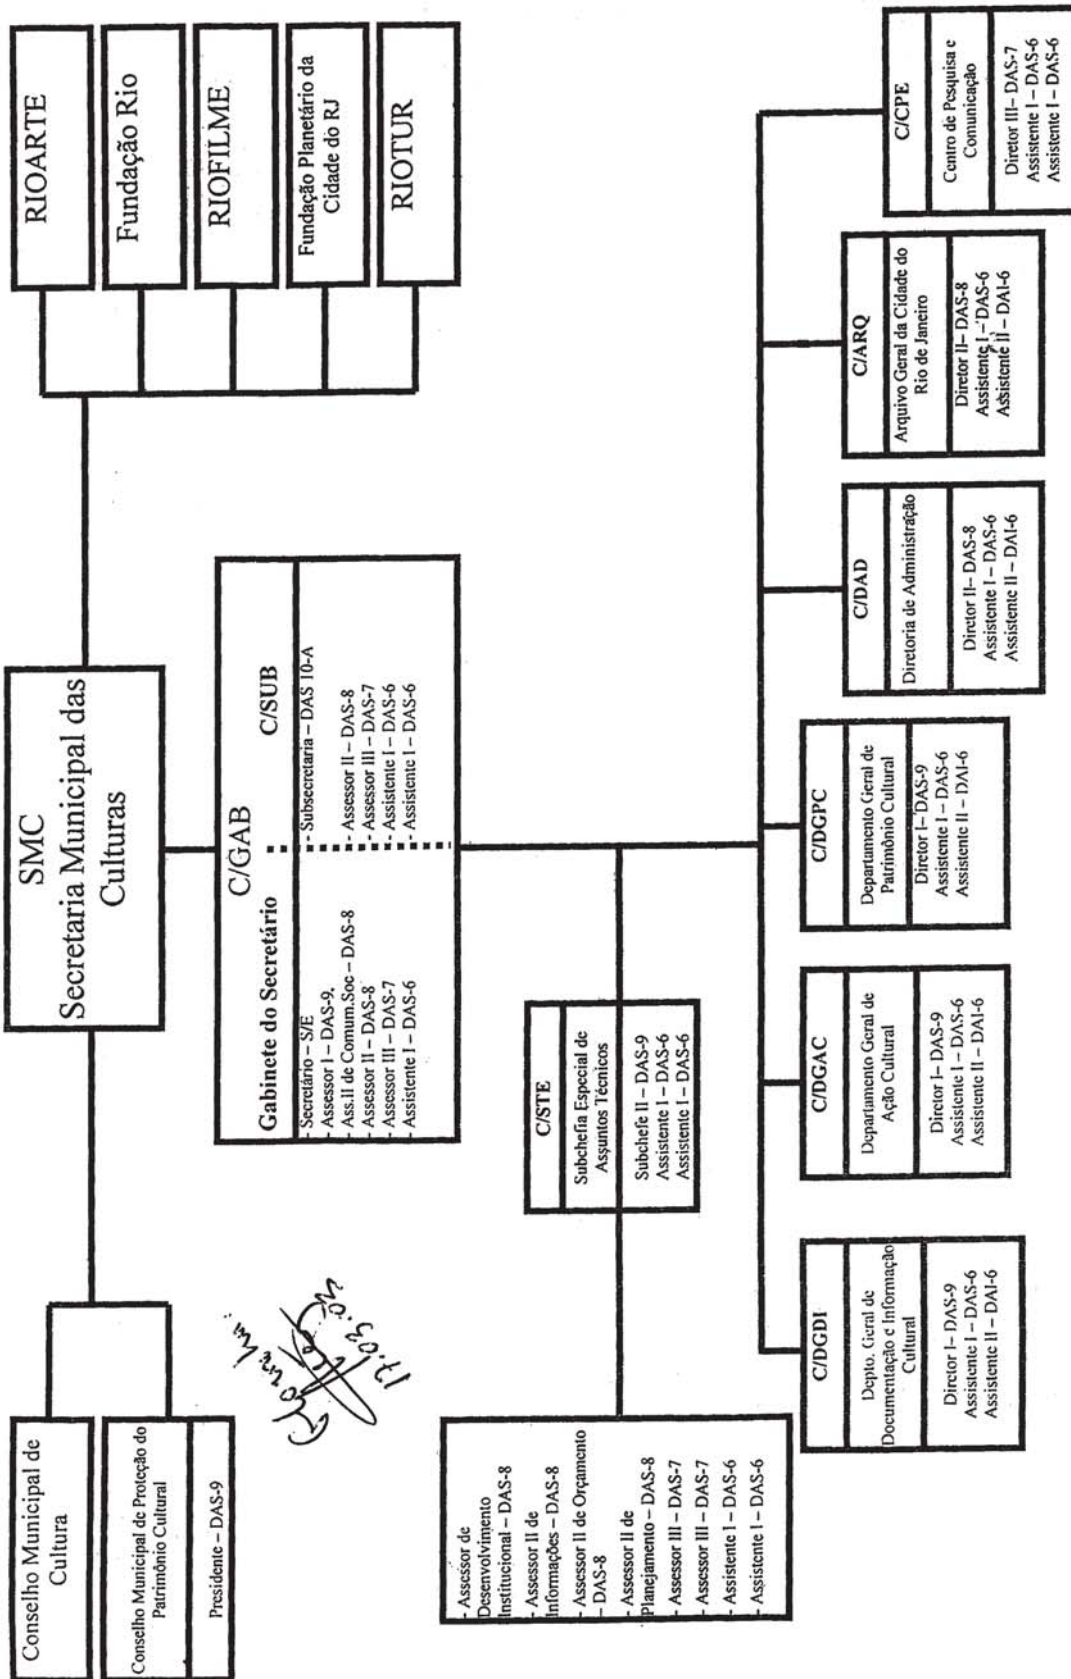 SMC
Secretaria Municipal das
Culturas
Conselho Municipal de
Cultura
Conselho Municipal de Proteção do
Patrimônio Cultural
Presidente – DAS-9
RIOARTE
Fundação Rio
RIOFILME
Fundação Planetário da
Cidade do RJ
RIOTUR
C/GAB
Gabinete do Secretário
- Secretário – S/E
- Assessor I – DAS-9.
- Ass.II de Comum.Soc – DAS-8
- Assessor II – DAS-8
- Assessor III – DAS-7
- Assistente I – DAS-6
C/SUB
- Subsecretaria – DAS 10-A
- Assessor II – DAS-8
- Assessor III – DAS-7
- Assistente I – DAS-6
- Assistente I – DAS-6
17.03.04
C/STE
Subchefia Especial de
Assuntos Técnicos
Subchefe II – DAS-9
Assistente I – DAS-6
Assistente I – DAS-6
- Assessor de
Desenvolvimento
Institucional – DAS-8
- Assessor II de
Informações – DAS-8
- Assessor II de Orçamento
– DAS-8
- Assessor II de
Planejamento – DAS-8
- Assessor III – DAS-7
- Assessor III – DAS-7
- Assistente I – DAS-6
- Assistente I – DAS-6
C/DGDI
Depto. Geral de
Documentação e Informação
Cultural
Diretor I– DAS-9
Assistente I – DAS-6
Assistente II – DAI-6
C/DGAC
Departamento Geral de
Ação Cultural
Diretor I– DAS-9
Assistente I – DAS-6
Assistente II – DAI-6
C/DGPC
Departamento Geral de
Patrimônio Cultural
Diretor I– DAS-9
Assistente I – DAS-6
Assistente II – DAI-6
C/DAD
Diretoria de Administração
Diretor II– DAS-8
Assistente I – DAS-6
Assistente II – DAI-6
C/ARQ
Arquivo Geral da Cidade do
Rio de Janeiro
Diretor II– DAS-8
Assistente I – DAS-6
Assistente II – DAI-6
C/CPE
Centro de Pesquisa e
Comunicação
Diretor III– DAS-7
Assistente I – DAS-6
Assistente I – DAS-6